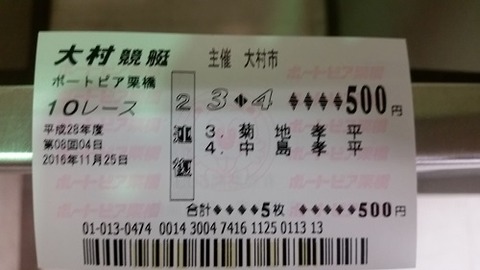 大村競艇 主催 大村市
ボートピア栗橋
10レース
平成28年度
第08回04日
2016年11月25日
2連複
3↔4 ◆◆◆◆500円
3.菊地孝平
4.中島孝平
合計◆◆◆◆5枚◆◆◆◆◆500円
01-013-0474 0014 3004 7416 1125 0113 13